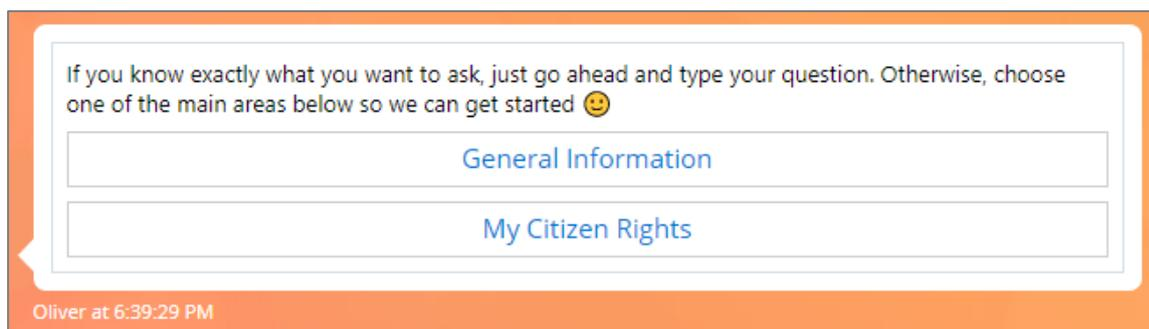 If you know exactly what you want to ask, just go ahead and type your question. Otherwise, choose
one of the main areas below so we can get started 🙂
General Information
My Citizen Rights
Oliver at 6:39:29 PM